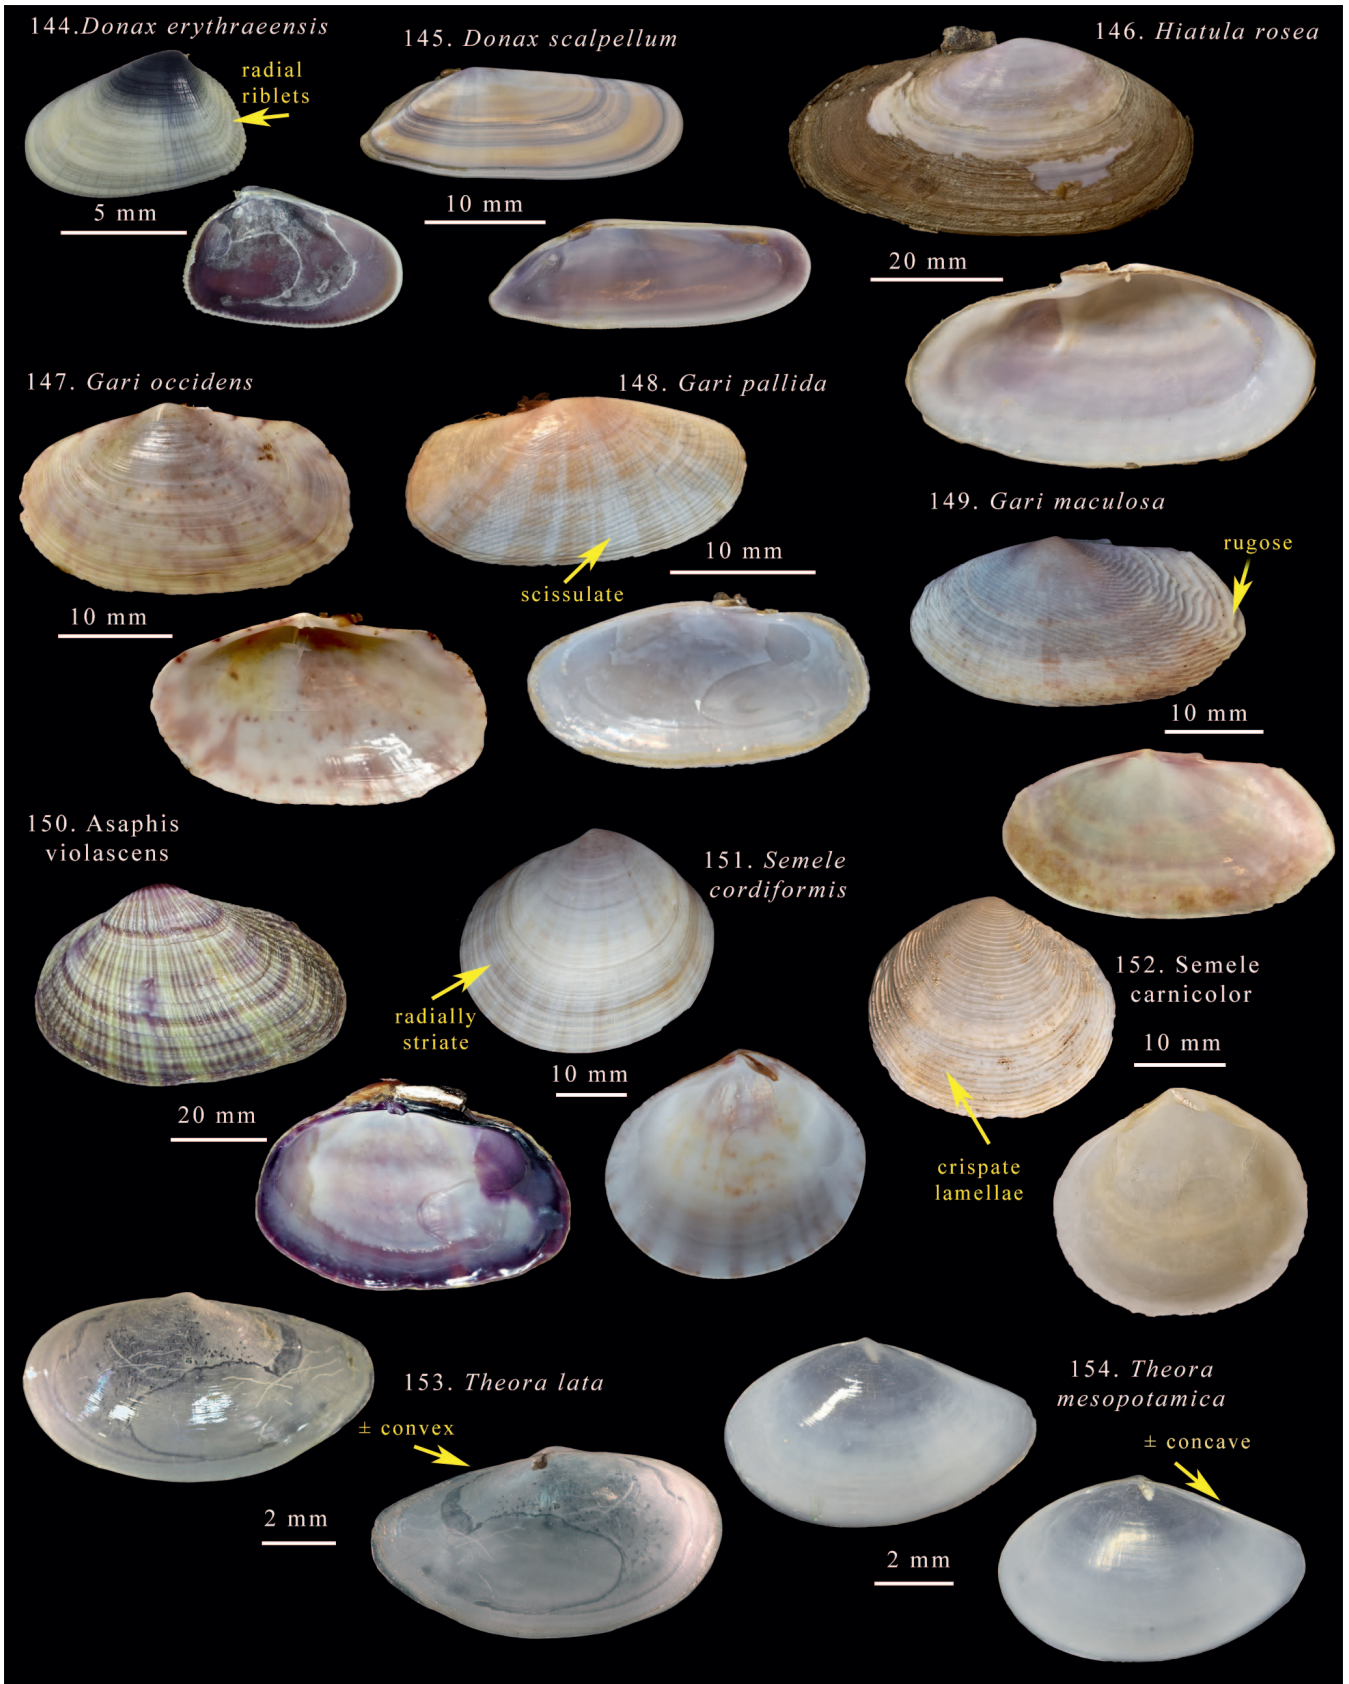 144.Donax erythraeensis
radial
riblets
5 mm
145. Donax scalpellum
10 mm
146. Hiatula rosea
20 mm
147. Gari occidens
10 mm
148. Gari pallida
scissulate
10 mm
149. Gari maculosa
rugose
10 mm
150. Asaphis
violascens
20 mm
151. Semele
cordiformis
radially
striate
10 mm
152. Semele
carnicolor
10 mm
crispate
lamellae
153. Theora lata
± convex
2 mm
154. Theora
mesopotamica
± concave
2 mm